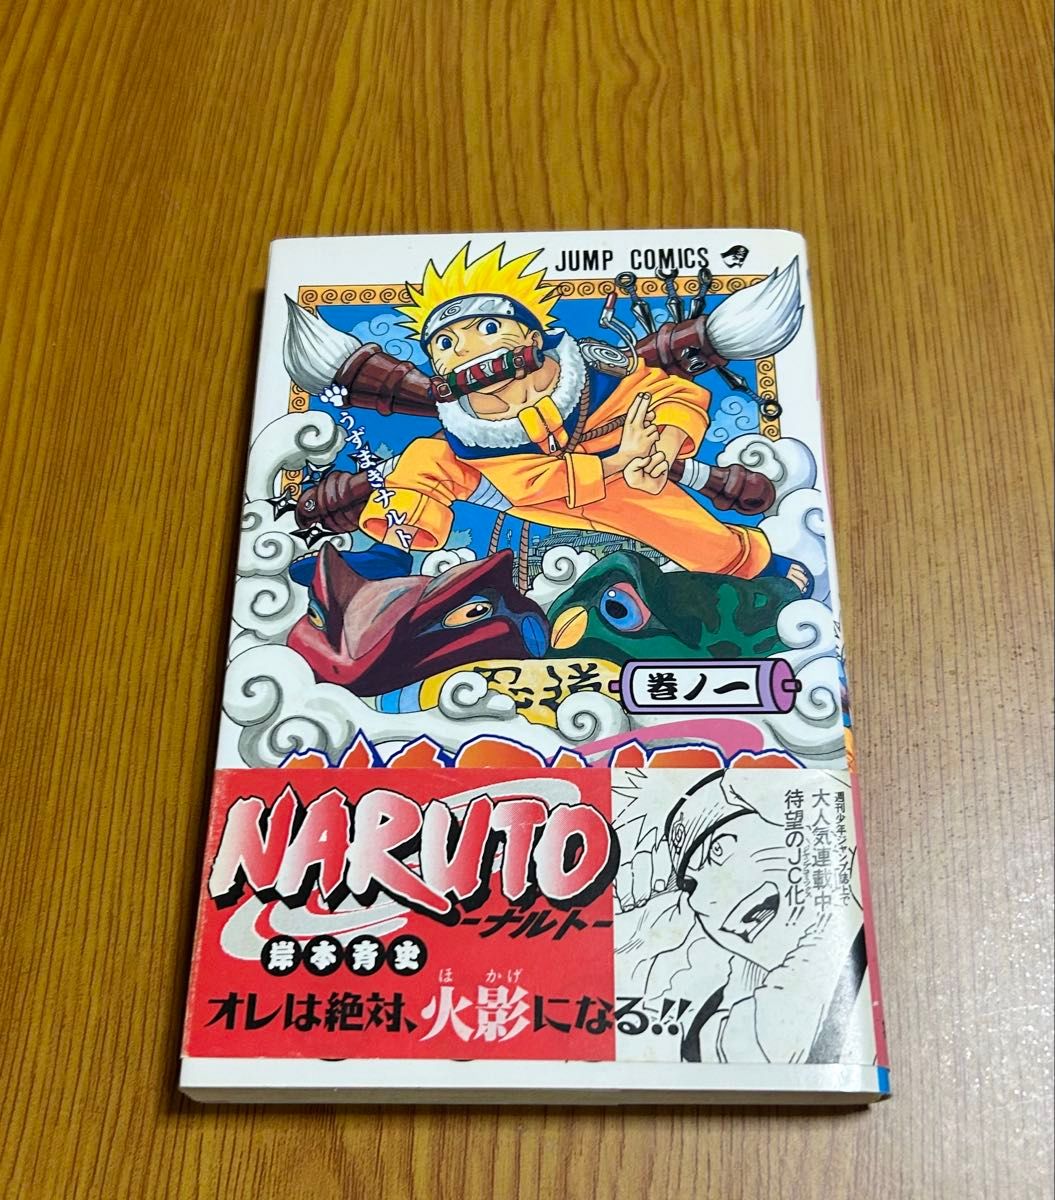 JUMP COMICS
うずまきナルト
巻ノ一
NARUTO
NARUTO
-ナルト-
岸本斉史
ほかげ
オレは絶対、火影になる!!
週刊少年ジャンプ誌上で
大人気連載中!!
待望のJC化!!